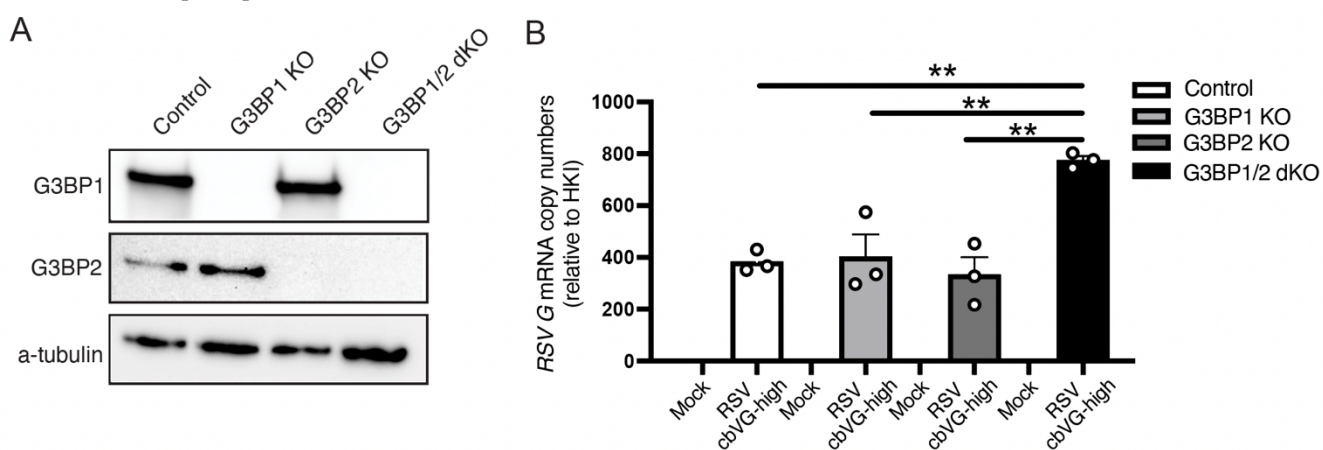 A
Control
G3BP1 KO
G3BP2 KO
G3BP1/2 dKO
G3BP1
G3BP2
a-tubulin
B
RSV G mRNA copy numbers
(relative to HKI)
1000
800
600
400
200
0
**
**
**
Mock
RSV
cbVG-high
Mock
RSV
cbVG-high
Mock
RSV
cbVG-high
Mock
RSV
cbVG-high
Control
G3BP1 KO
G3BP2 KO
G3BP1/2 dKO